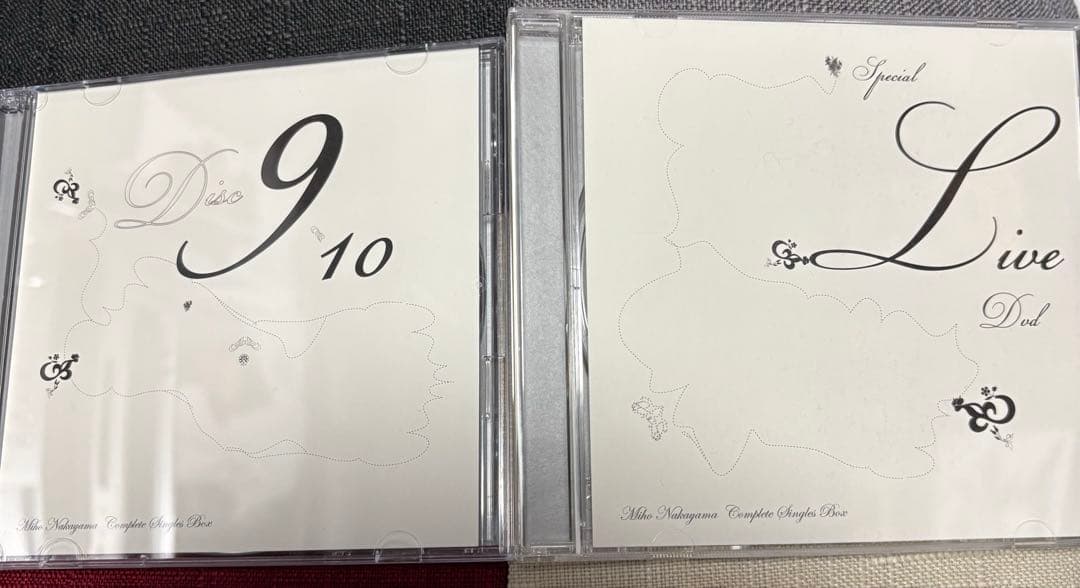 Disc 9
10
Miho Nakayama Complete Singles Box
Special
Live
Dvd
Miho Nakayama Complete Singles Box